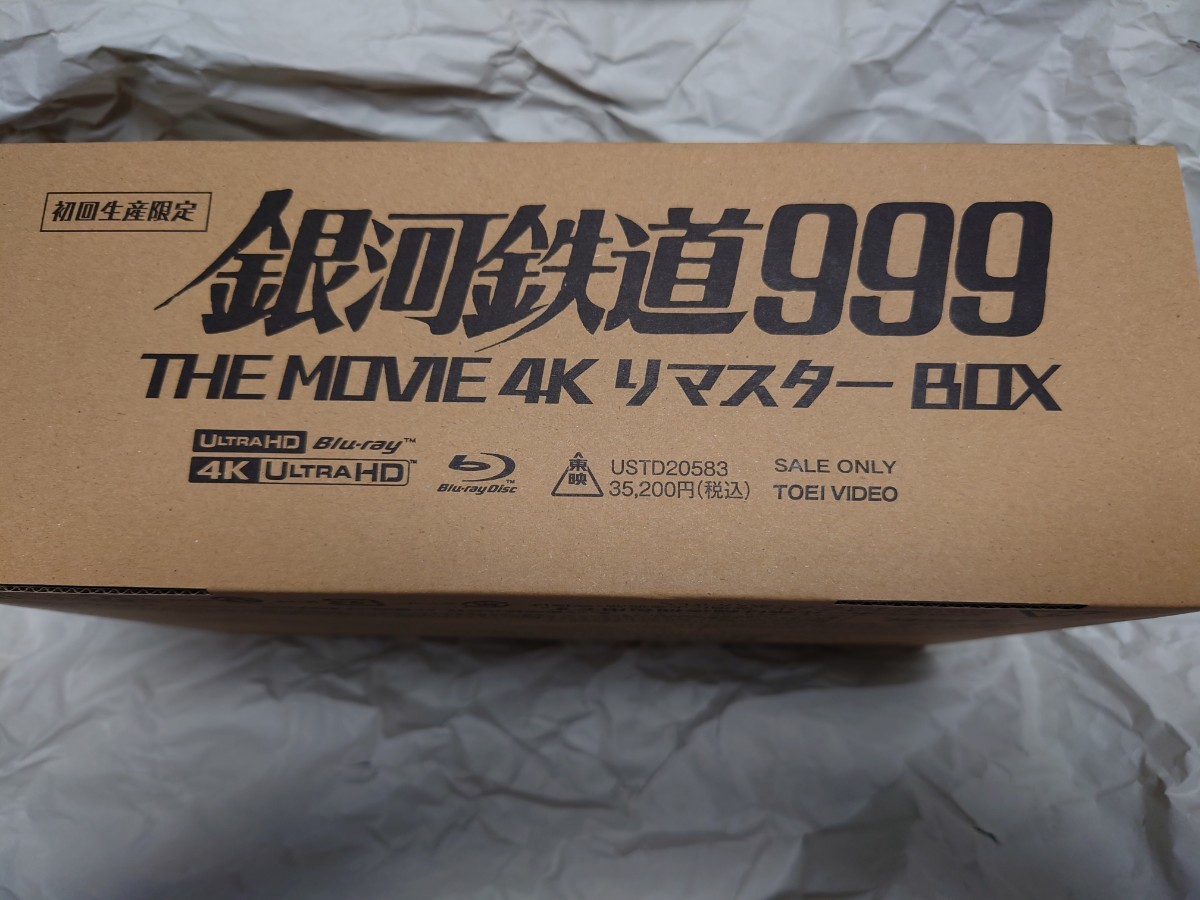 初回生産限定
銀河鉄道999
THE MOVIE 4K リマスター BOX
ULTRA HD Blu-ray™
4K ULTRA HD™
Blu-ray Disc
東映
USTD20583
35,200円(税込)
SALE ONLY
TOEI VIDEO